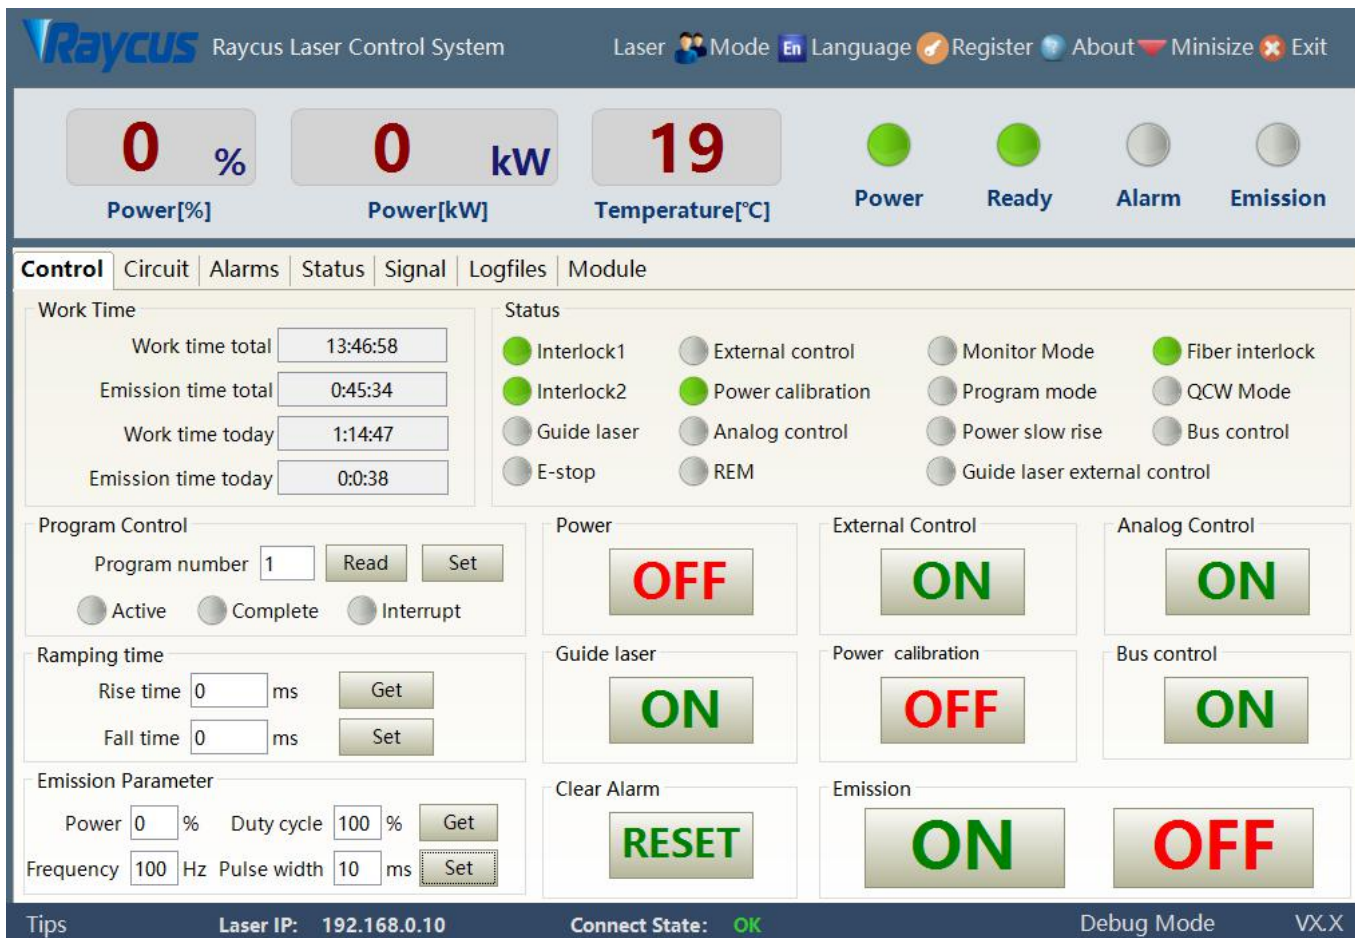 Raycus Raycus Laser Control System Laser Mode En Language Register ? About Minisize Exit
0 % 0 kW 19
Power[%] Power[kW] Temperature[℃] Power Ready Alarm Emission
Control Circuit Alarms Status Signal Logfiles Module
Work Time
Work time total 13:46:58
Emission time total 0:45:34
Work time today 1:14:47
Emission time today 0:0:38
Status
Interlock1 External control Monitor Mode Fiber interlock
Interlock2 Power calibration Program mode QCW Mode
Guide laser Analog control Power slow rise Bus control
E-stop REM Guide laser external control
Program Control
Program number 1 Read Set
Active Complete Interrupt
Power
OFF
External Control
ON
Analog Control
ON
Ramping time
Rise time 0 ms Get
Fall time 0 ms Set
Guide laser
ON
Power calibration
OFF
Bus control
ON
Emission Parameter
Power 0 % Duty cycle 100 % Get
Frequency 100 Hz Pulse width 10 ms Set
Clear Alarm
RESET
Emission
ON OFF
Tips Laser IP: 192.168.0.10 Connect State: OK Debug Mode VX.X